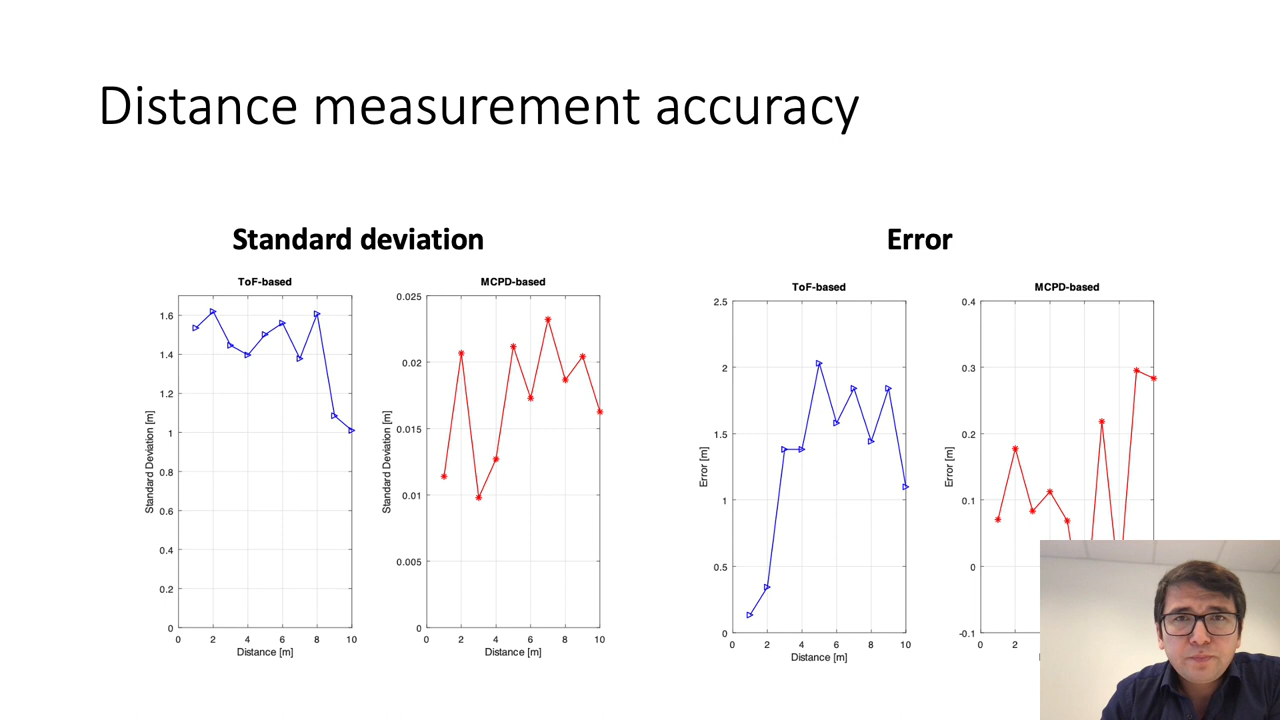 Distance measurement accuracy
Standard deviation
Error
ToF-based
MCPD-based
ToF-based
MCPD-based
Standard Deviation [m]
1.6
1.4
1.2
1
0.8
0.6
0.4
0.2
0
0 2 4 6 8 10
Distance [m]
Standard Deviation [m]
0.025
0.02
0.015
0.01
0.005
0
0 2 4 6 8 10
Distance [m]
Error [m]
2.5
2
1.5
1
0.5
0
0 2 4 6 8 10
Distance [m]
Error [m]
0.4
0.3
0.2
0.1
0
-0.1
0 2